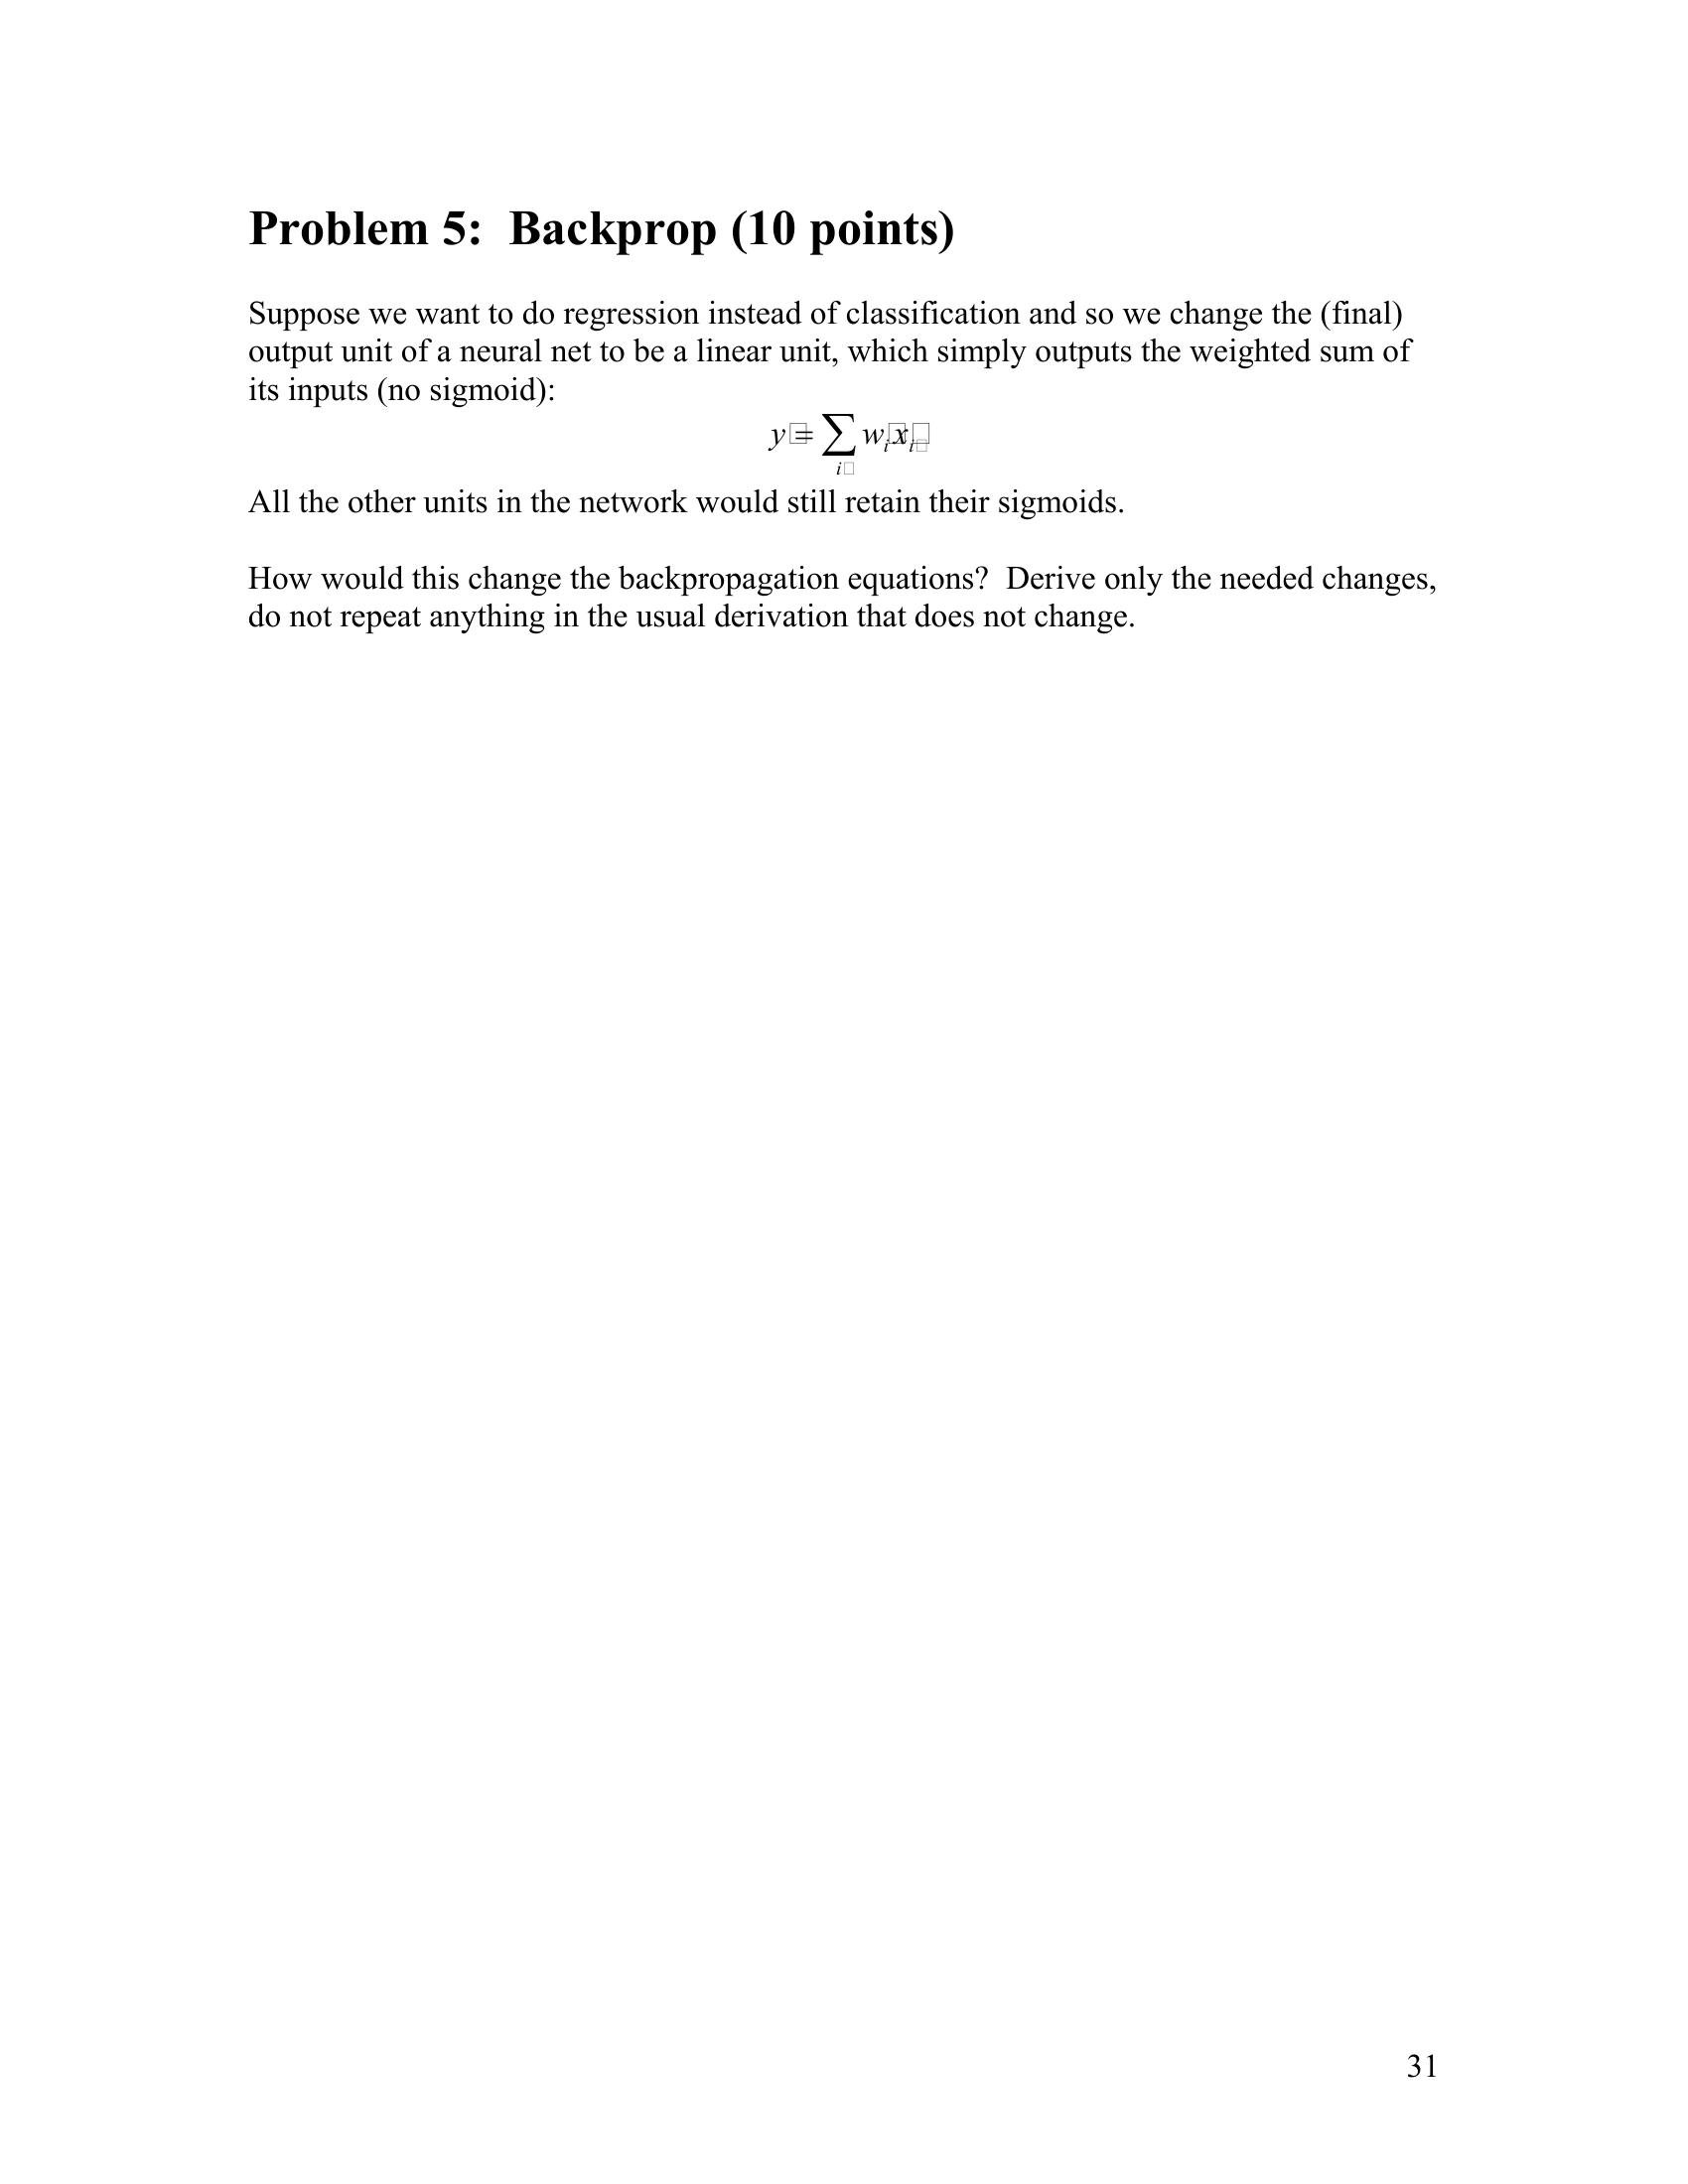 Problem 5: Backprop (10 points)
Suppose we want to do regression instead of classification and so we change the (final)
output unit of a neural net to be a linear unit, which simply outputs the weighted sum of
its inputs (no sigmoid):
y = ∑ w_i x_i
i
All the other units in the network would still retain their sigmoids.
How would this change the backpropagation equations? Derive only the needed changes,
do not repeat anything in the usual derivation that does not change.
31